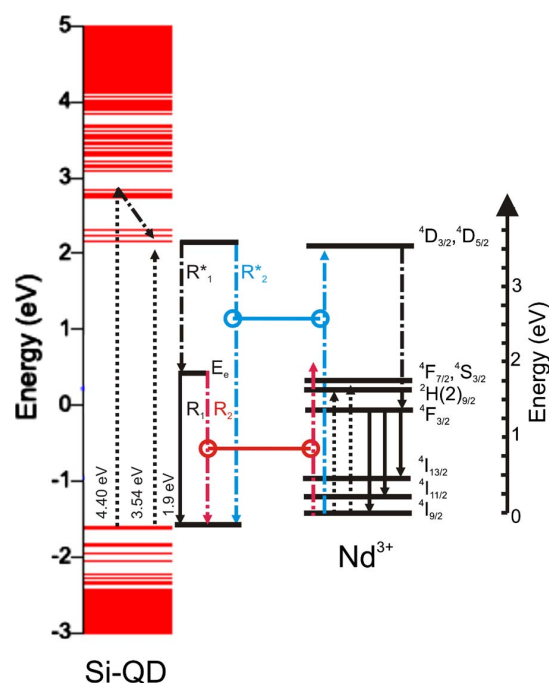 5
4
3
2
1
0
-1
-2
-3
Energy (eV)
4.40 eV
3.54 eV
1.9 eV
R*₁
R*₂
Eₑ
R₁
R₂
⁴D₃/₂,⁴D₅/₂
⁴F₇/₂, ⁴S₃/₂
²H(2)₉/₂
⁴F₃/₂
⁴I₁₃/₂
⁴I₁₁/₂
⁴I₉/₂
3
2
1
0
Energy (eV)
Si-QD
Nd³⁺